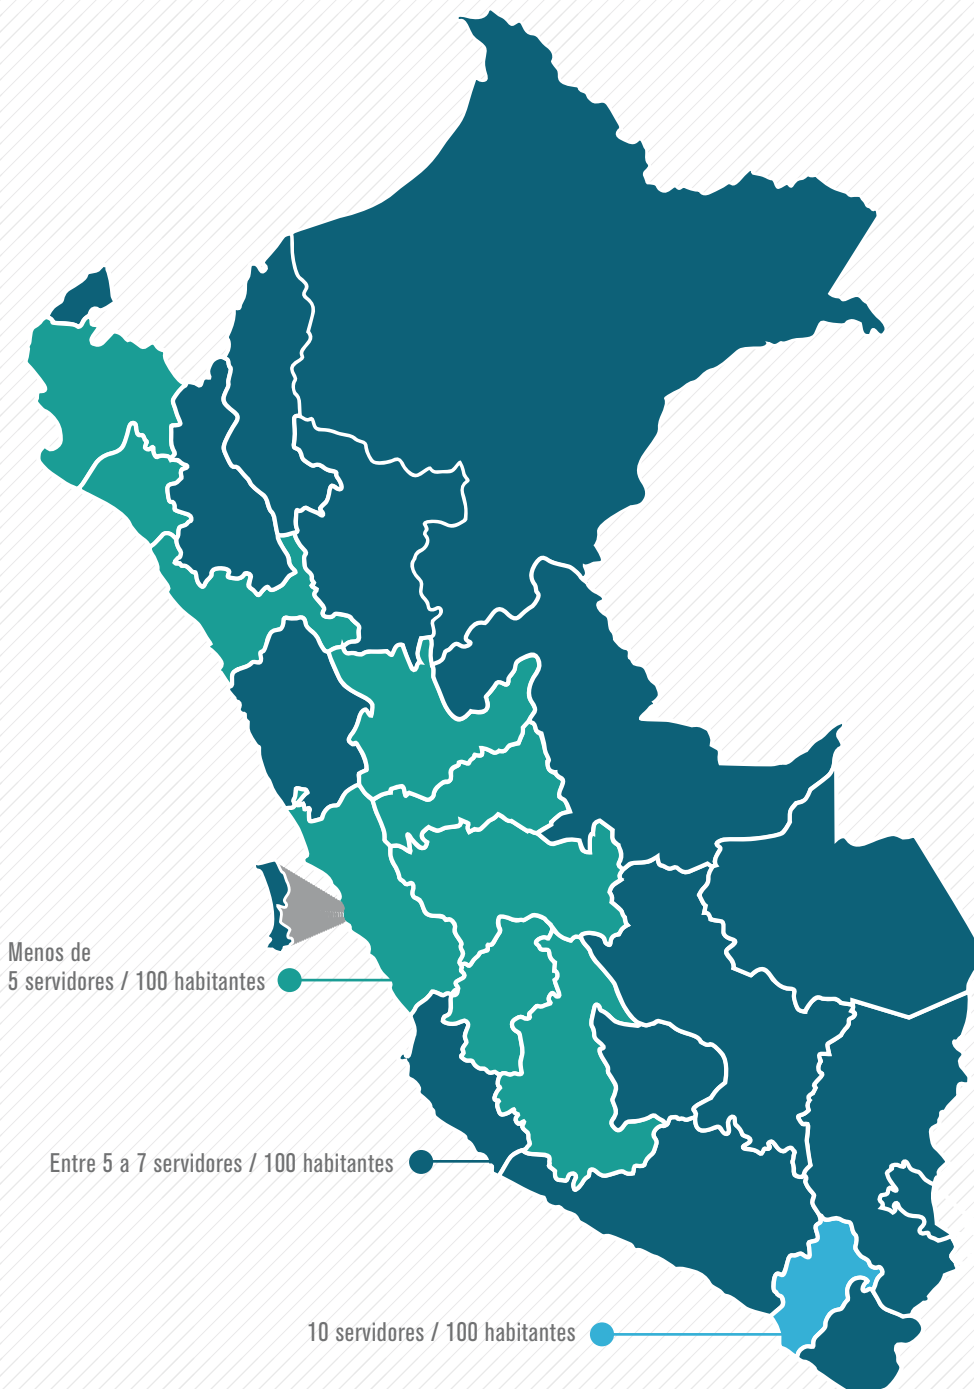 Menos de
5 servidores / 100 habitantes
Entre 5 a 7 servidores / 100 habitantes
10 servidores / 100 habitantes